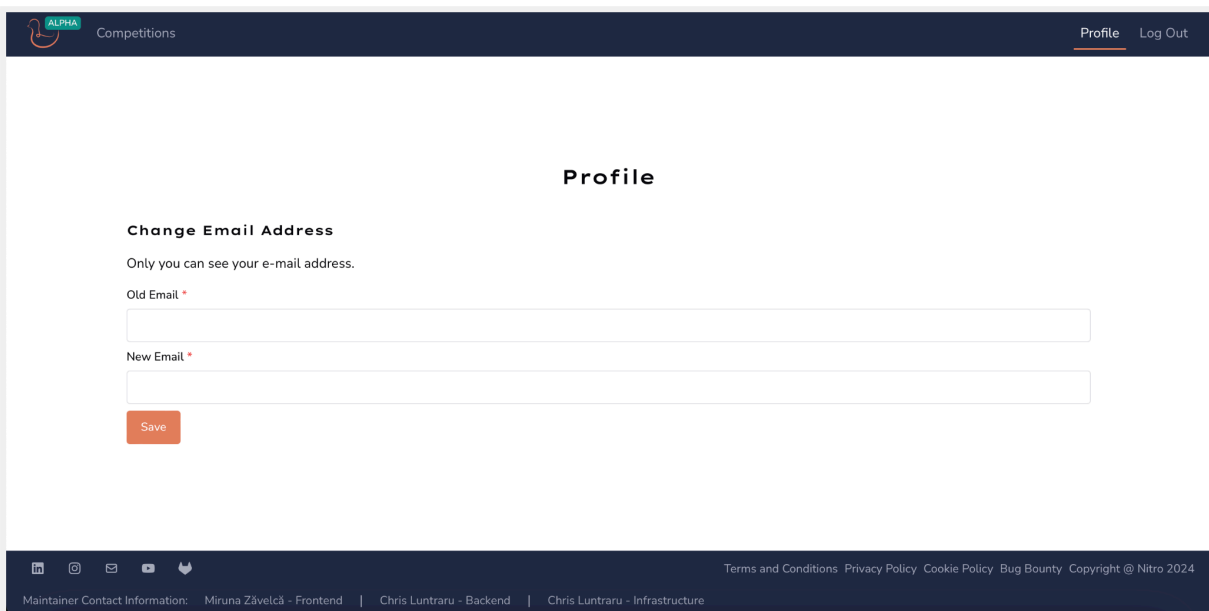 ALPHA
Competitions
Profile Log Out
Profile
Change Email Address
Only you can see your e-mail address.
Old Email *
New Email *
Save
Terms and Conditions Privacy Policy Cookie Policy Bug Bounty Copyright @ Nitro 2024
Maintainer Contact Information: Miruna Zăvelcă - Frontend | Chris Luntraru - Backend | Chris Luntraru - Infrastructure